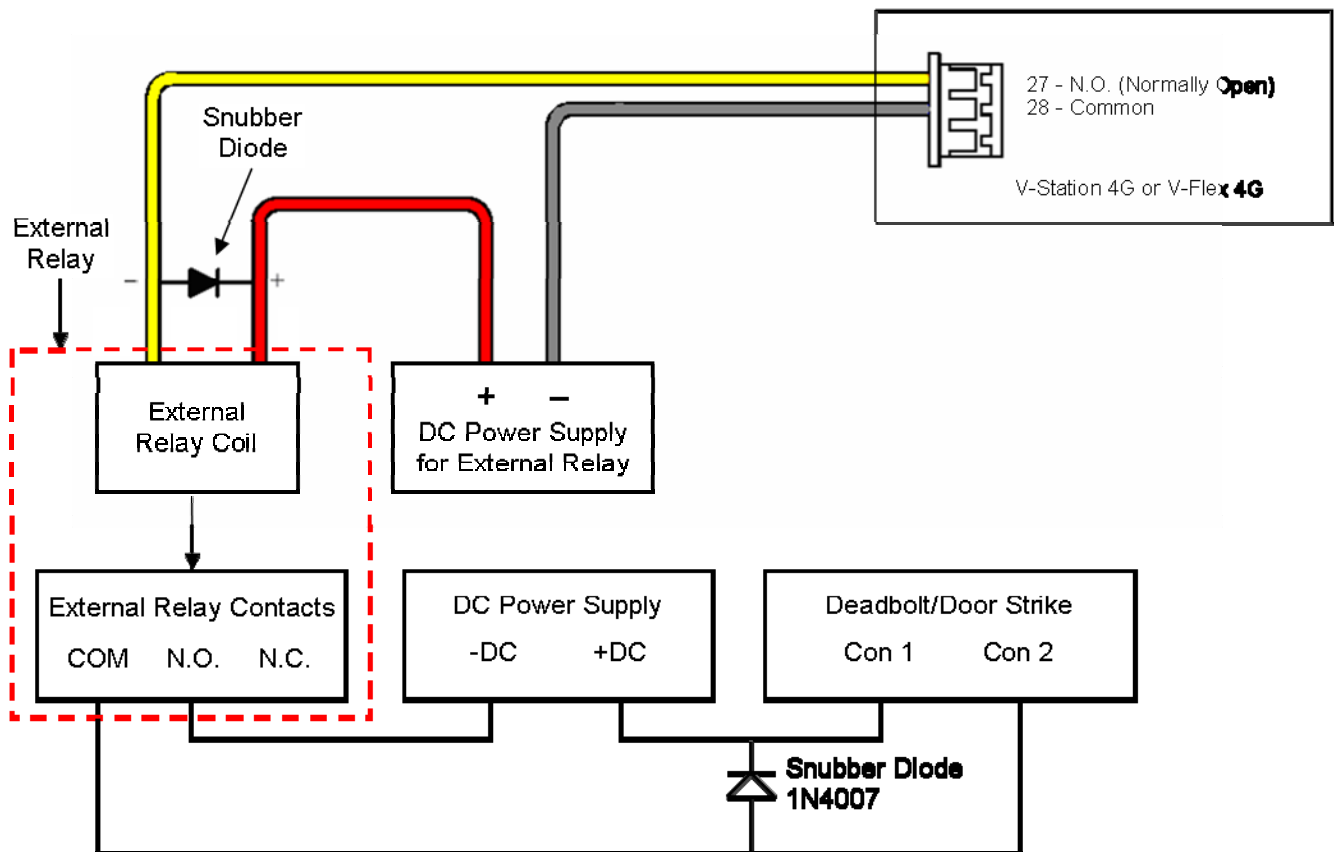 27 - N.O. (Normally Open)
28 - Common
V-Station 4G or V-Flex 4G
Snubber
Diode
External
Relay
–
+
External
Relay Coil
+ –
DC Power Supply
for External Relay
External Relay Contacts
COM N.O. N.C.
DC Power Supply
-DC +DC
Deadbolt/Door Strike
Con 1 Con 2
Snubber Diode
1N4007